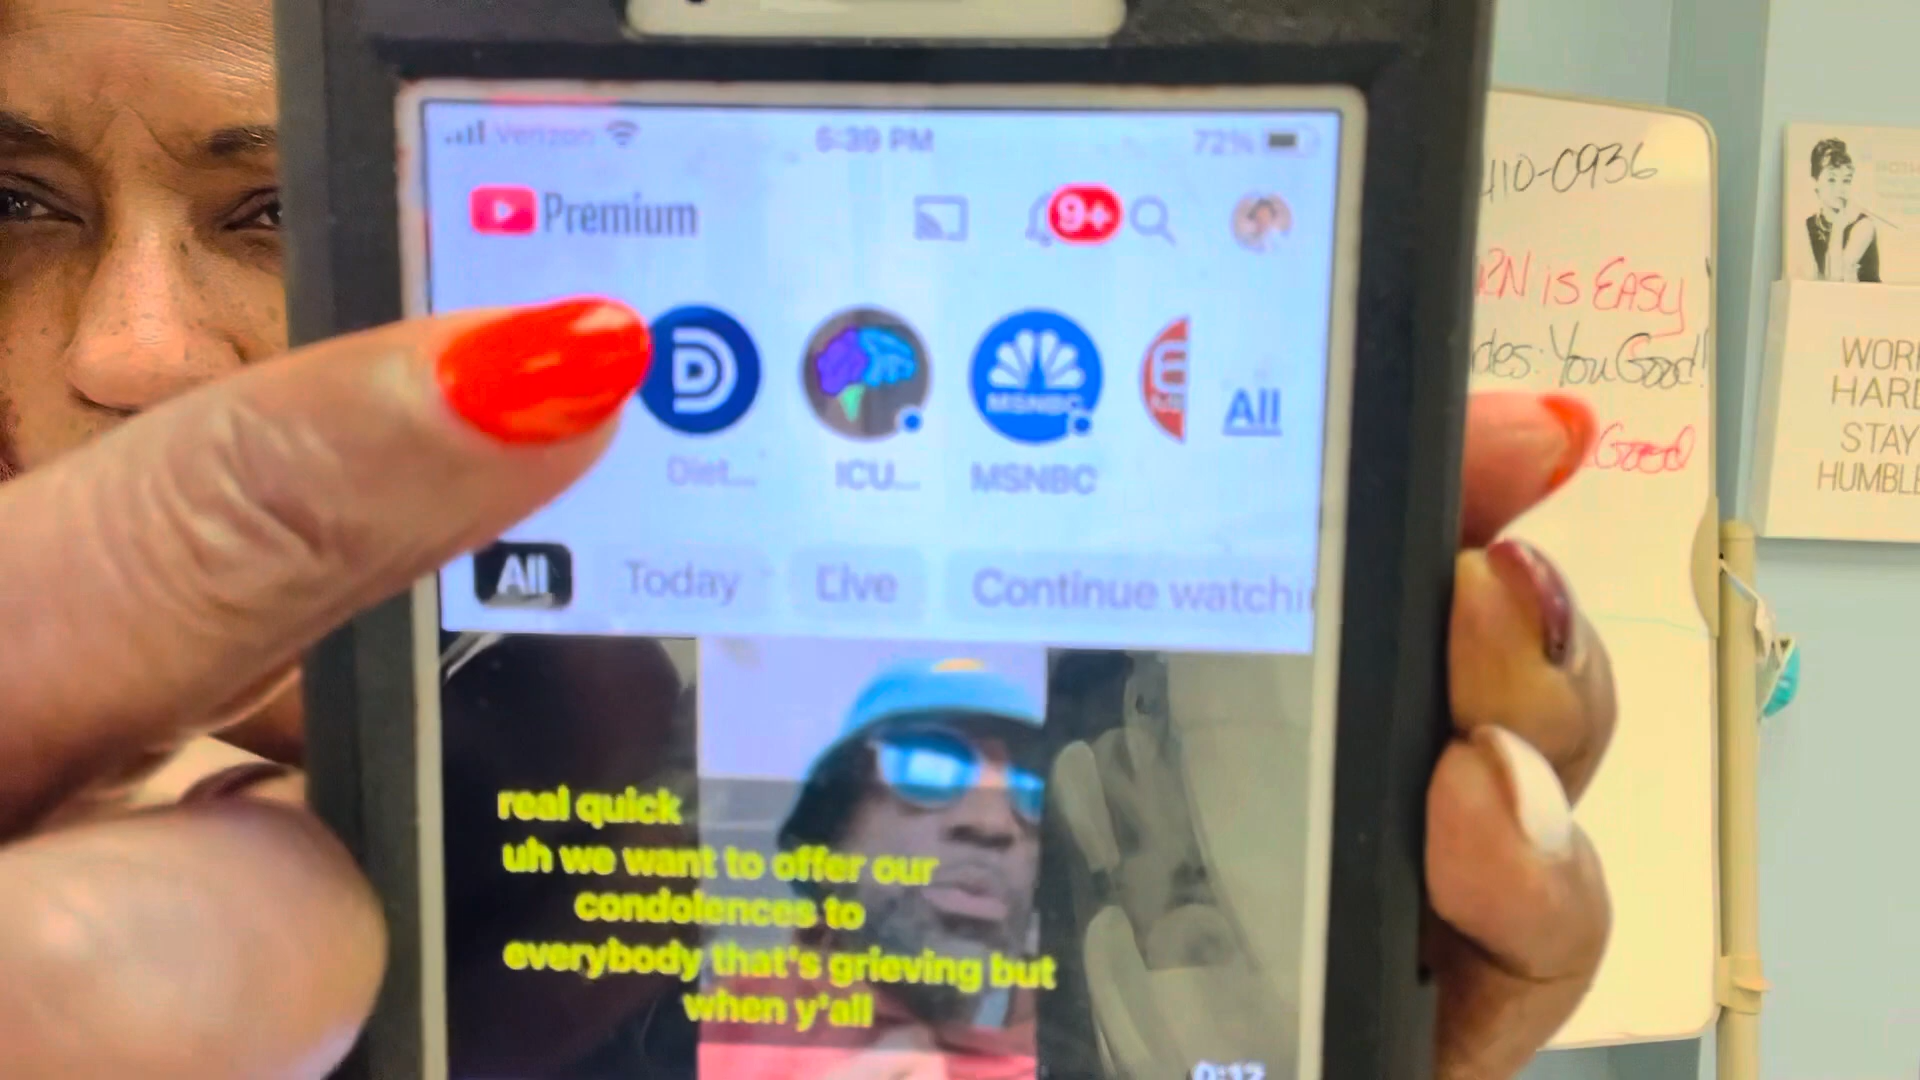 Verizon 6:39 PM 72%
Premium 9+
MSNBC
Diet... ICU... MSNBC All
All Today Live Continue watchi
real quick
uh we want to offer our
condolences to
everybody that's grieving but
when y'all
0:12
410-0936
is EASY
des: You Good!
Good
WORK
HARD
STAY
HUMBLE